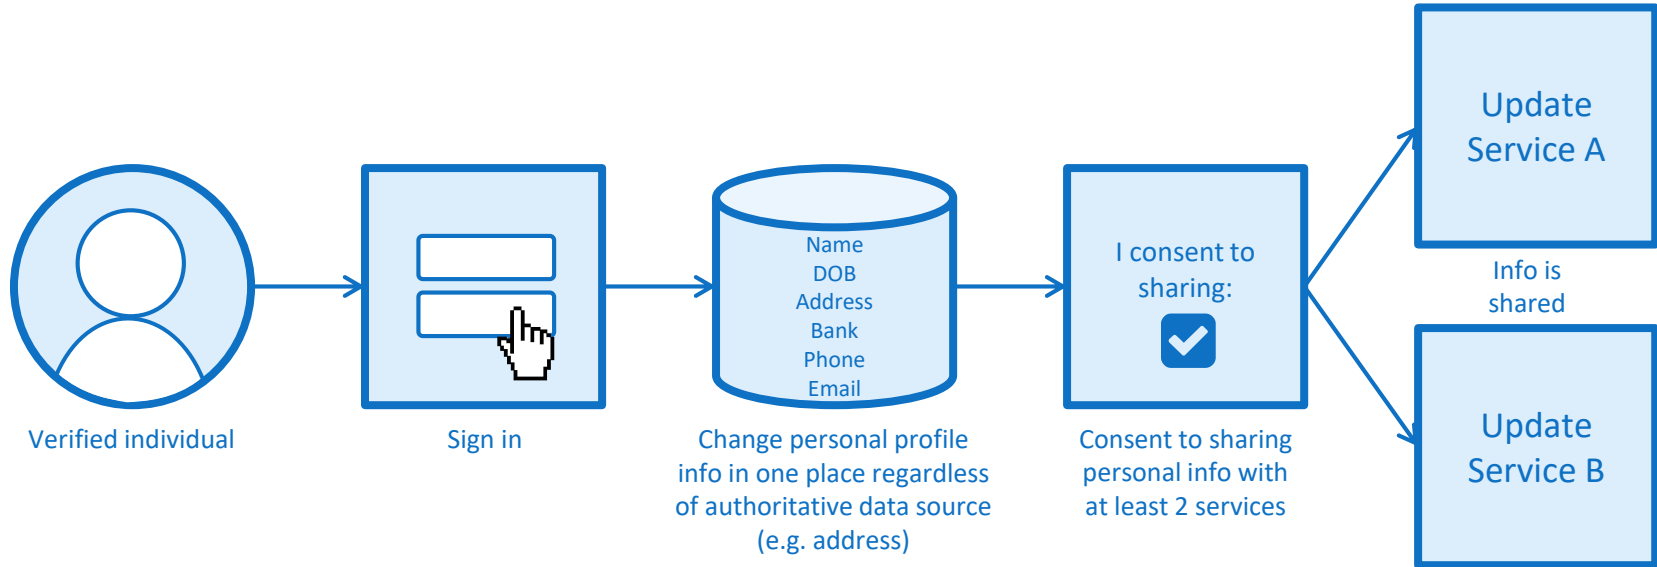 Verified individual
Sign in
Name
DOB
Address
Bank
Phone
Email
Change personal profile
info in one place regardless
of authoritative data source
(e.g. address)
I consent to
sharing:
Consent to sharing
personal info with
at least 2 services
Update
Service A
Info is
shared
Update
Service B